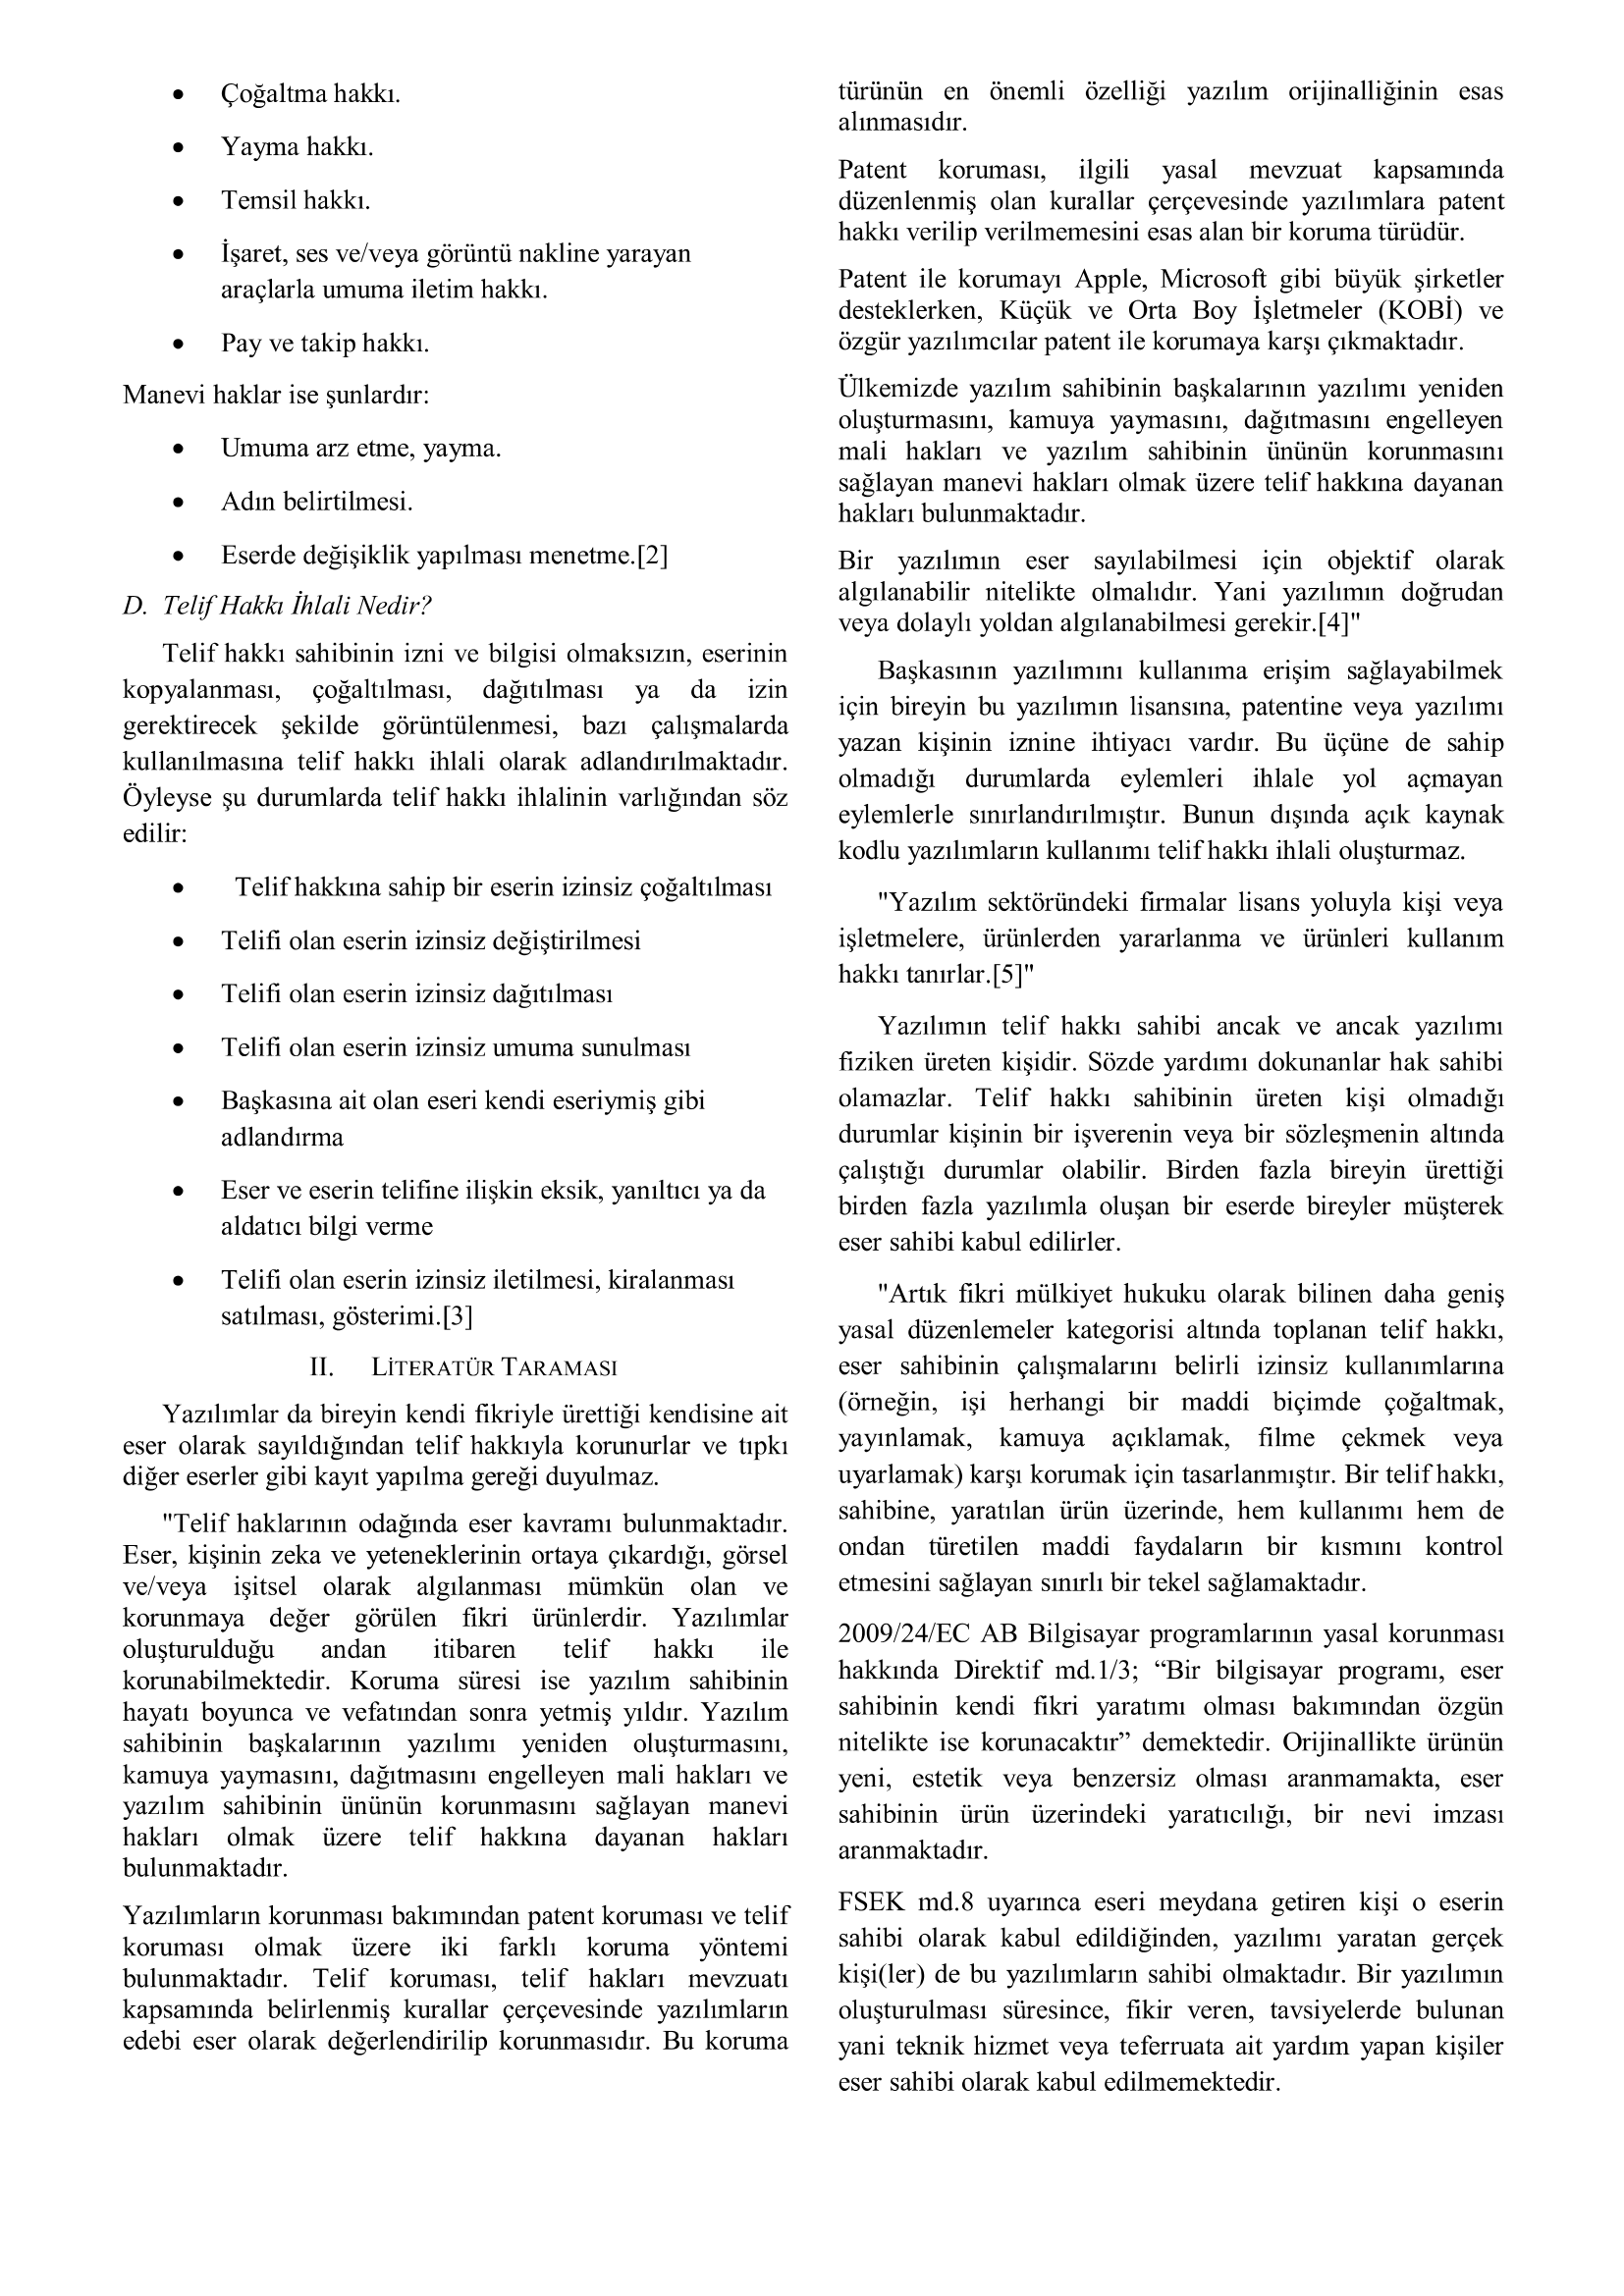 • Çoğaltma hakkı.
• Yayma hakkı.
• Temsil hakkı.
• İşaret, ses ve/veya görüntü nakline yarayan
araçlarla umuma iletim hakkı.
• Pay ve takip hakkı.
Manevi haklar ise şunlardır:
• Umuma arz etme, yayma.
• Adın belirtilmesi.
• Eserde değişiklik yapılması menetme.[2]
D. Telif Hakkı İhlali Nedir?
Telif hakkı sahibinin izni ve bilgisi olmaksızın, eserinin
kopyalanması, çoğaltılması, dağıtılması ya da izin
gerektirecek şekilde görüntülenmesi, bazı çalışmalarda
kullanılmasına telif hakkı ihlali olarak adlandırılmaktadır.
Öyleyse şu durumlarda telif hakkı ihlalinin varlığından söz
edilir:
• Telif hakkına sahip bir eserin izinsiz çoğaltılması
• Telifi olan eserin izinsiz değiştirilmesi
• Telifi olan eserin izinsiz dağıtılması
• Telifi olan eserin izinsiz umuma sunulması
• Başkasına ait olan eseri kendi eseriymiş gibi
adlandırma
• Eser ve eserin telifine ilişkin eksik, yanıltıcı ya da
aldatıcı bilgi verme
• Telifi olan eserin izinsiz iletilmesi, kiralanması
satılması, gösterimi.[3]
II. LİTERATÜR TARAMASI
Yazılımlar da bireyin kendi fikriyle ürettiği kendisine ait
eser olarak sayıldığından telif hakkıyla korunurlar ve tıpkı
diğer eserler gibi kayıt yapılma gereği duyulmaz.
"Telif haklarının odağında eser kavramı bulunmaktadır.
Eser, kişinin zeka ve yeteneklerinin ortaya çıkardığı, görsel
ve/veya işitsel olarak algılanması mümkün olan ve
korunmaya değer görülen fikri ürünlerdir. Yazılımlar
oluşturulduğu andan itibaren telif hakkı ile
korunabilmektedir. Koruma süresi ise yazılım sahibinin
hayatı boyunca ve vefatından sonra yetmiş yıldır. Yazılım
sahibinin başkalarının yazılımı yeniden oluşturmasını,
kamuya yaymasını, dağıtmasını engelleyen mali hakları ve
yazılım sahibinin ününün korunmasını sağlayan manevi
hakları olmak üzere telif hakkına dayanan hakları
bulunmaktadır.
Yazılımların korunması bakımından patent koruması ve telif
koruması olmak üzere iki farklı koruma yöntemi
bulunmaktadır. Telif koruması, telif hakları mevzuatı
kapsamında belirlenmiş kurallar çerçevesinde yazılımların
edebi eser olarak değerlendirilip korunmasıdır. Bu koruma
türünün en önemli özelliği yazılım orijinalliğinin esas
alınmasıdır.
Patent koruması, ilgili yasal mevzuat kapsamında
düzenlenmiş olan kurallar çerçevesinde yazılımlara patent
hakkı verilip verilmemesini esas alan bir koruma türüdür.
Patent ile korumayı Apple, Microsoft gibi büyük şirketler
desteklerken, Küçük ve Orta Boy İşletmeler (KOBİ) ve
özgür yazılımcılar patent ile korumaya karşı çıkmaktadır.
Ülkemizde yazılım sahibinin başkalarının yazılımı yeniden
oluşturmasını, kamuya yaymasını, dağıtmasını engelleyen
mali hakları ve yazılım sahibinin ününün korunmasını
sağlayan manevi hakları olmak üzere telif hakkına dayanan
hakları bulunmaktadır.
Bir yazılımın eser sayılabilmesi için objektif olarak
algılanabilir nitelikte olmalıdır. Yani yazılımın doğrudan
veya dolaylı yoldan algılanabilmesi gerekir.[4]"
Başkasının yazılımını kullanıma erişim sağlayabilmek
için bireyin bu yazılımın lisansına, patentine veya yazılımı
yazan kişinin iznine ihtiyacı vardır. Bu üçüne de sahip
olmadığı durumlarda eylemleri ihlale yol açmayan
eylemlerle sınırlandırılmıştır. Bunun dışında açık kaynak
kodlu yazılımların kullanımı telif hakkı ihlali oluşturmaz.
"Yazılım sektöründeki firmalar lisans yoluyla kişi veya
işletmelere, ürünlerden yararlanma ve ürünleri kullanım
hakkı tanırlar.[5]"
Yazılımın telif hakkı sahibi ancak ve ancak yazılımı
fiziken üreten kişidir. Sözde yardımı dokunanlar hak sahibi
olamazlar. Telif hakkı sahibinin üreten kişi olmadığı
durumlar kişinin bir işverenin veya bir sözleşmenin altında
çalıştığı durumlar olabilir. Birden fazla bireyin ürettiği
birden fazla yazılımla oluşan bir eserde bireyler müşterek
eser sahibi kabul edilirler.
"Artık fikri mülkiyet hukuku olarak bilinen daha geniş
yasal düzenlemeler kategorisi altında toplanan telif hakkı,
eser sahibinin çalışmalarını belirli izinsiz kullanımlarına
(örneğin, işi herhangi bir maddi biçimde çoğaltmak,
yayınlamak, kamuya açıklamak, filme çekmek veya
uyarlamak) karşı korumak için tasarlanmıştır. Bir telif hakkı,
sahibine, yaratılan ürün üzerinde, hem kullanımı hem de
ondan türetilen maddi faydaların bir kısmını kontrol
etmesini sağlayan sınırlı bir tekel sağlamaktadır.
2009/24/EC AB Bilgisayar programlarının yasal korunması
hakkında Direktif md.1/3; “Bir bilgisayar programı, eser
sahibinin kendi fikri yaratımı olması bakımından özgün
nitelikte ise korunacaktır” demektedir. Orijinallikte ürünün
yeni, estetik veya benzersiz olması aranmamakta, eser
sahibinin ürün üzerindeki yaratıcılığı, bir nevi imzası
aranmaktadır.
FSEK md.8 uyarınca eseri meydana getiren kişi o eserin
sahibi olarak kabul edildiğinden, yazılımı yaratan gerçek
kişi(ler) de bu yazılımların sahibi olmaktadır. Bir yazılımın
oluşturulması süresince, fikir veren, tavsiyelerde bulunan
yani teknik hizmet veya teferruata ait yardım yapan kişiler
eser sahibi olarak kabul edilmemektedir.